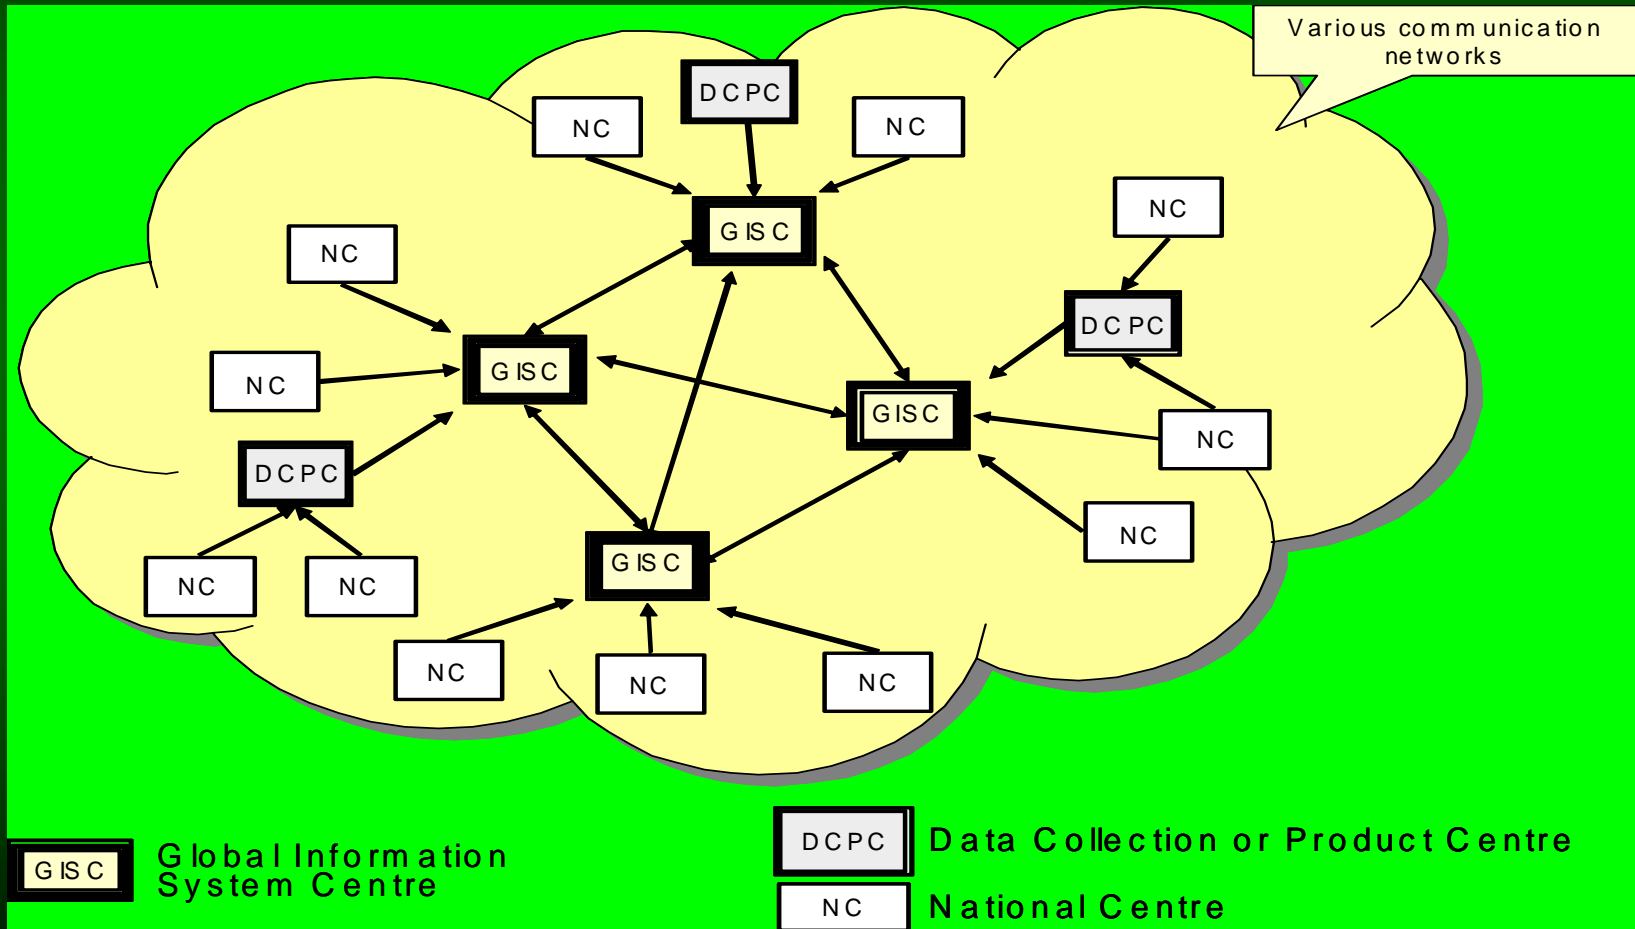 Various communication
networks
DCPC
NC
NC
GISC
NC
NC
DCPC
GISC
NC
GISC
NC
GISC
DCPC
NC
NC
NC
NC
GISC
NC
NC
NC
GISC
Global Information
System Centre
DCPC
Data Collection or Product Centre
NC
National Centre